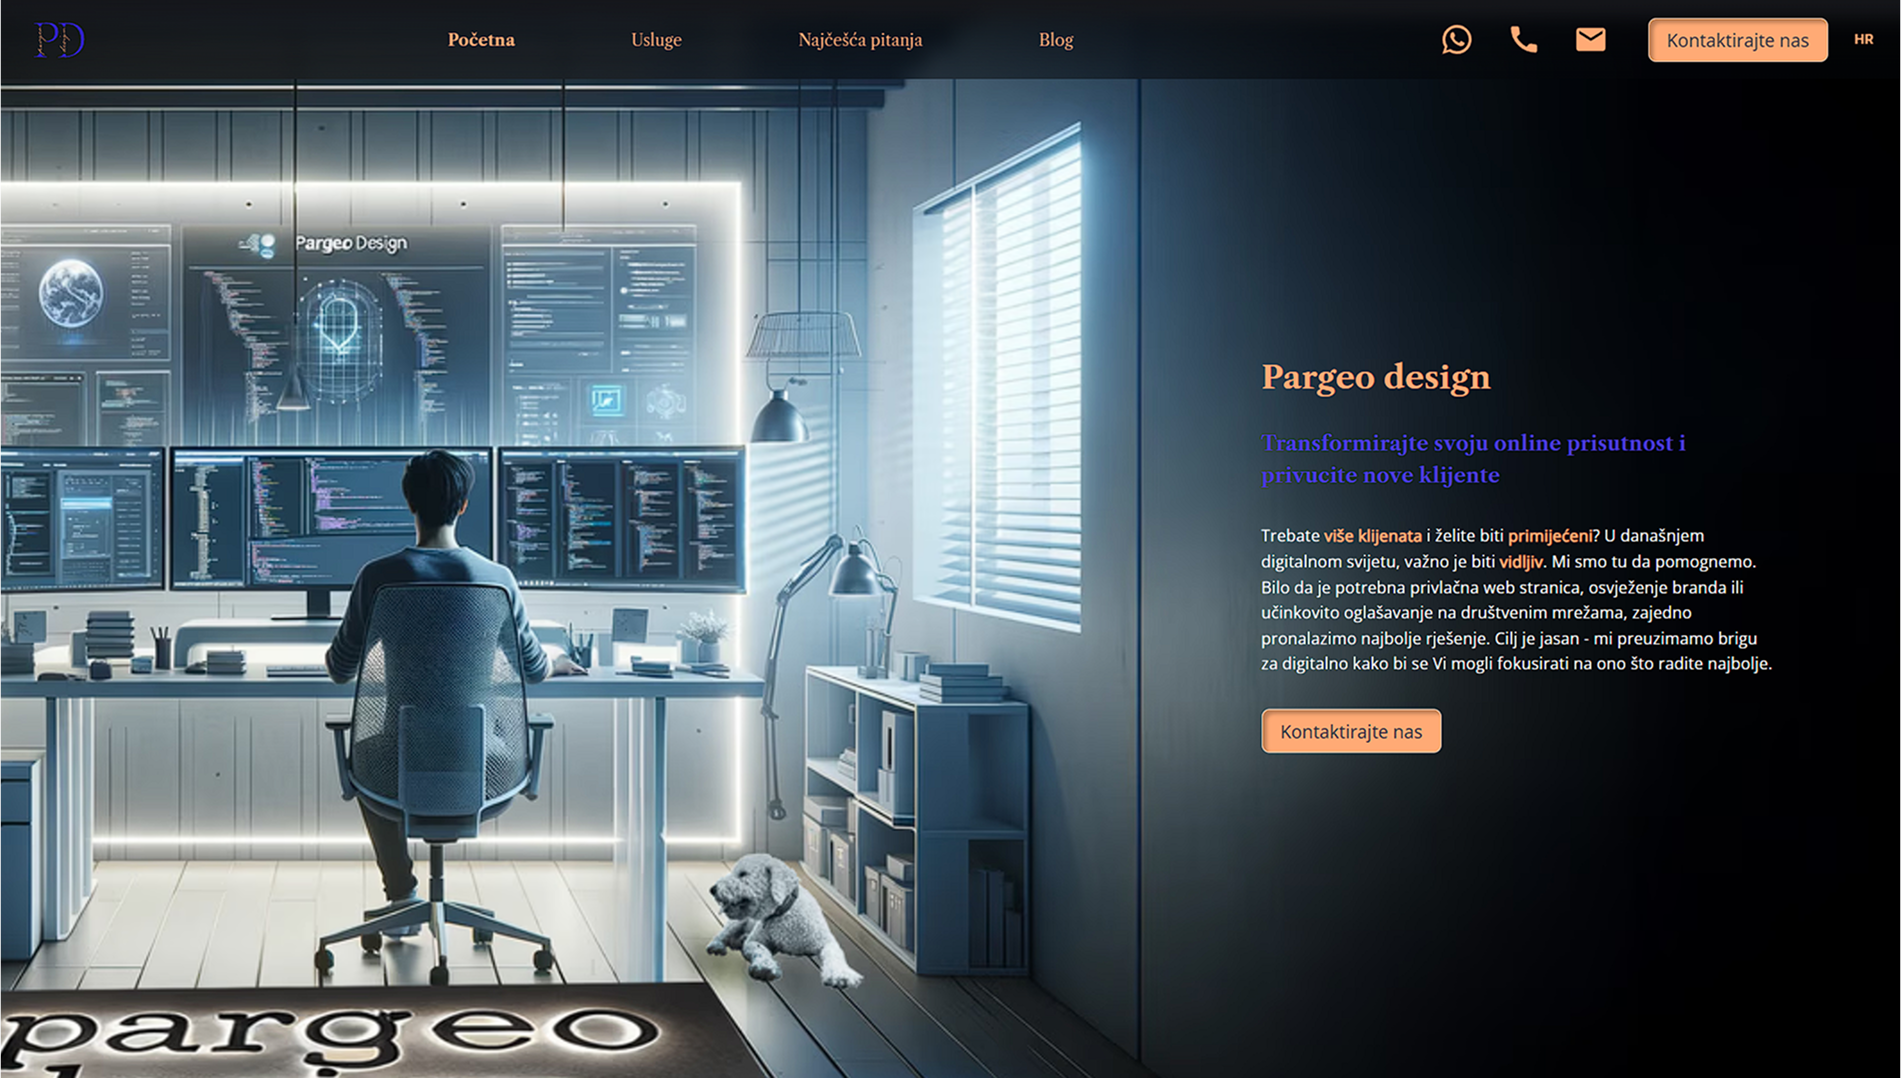 PD
Početna
Usluge
Najčešća pitanja
Blog
Kontaktirajte nas
HR
Pargeo Design
Pargeo design
Transformirajte svoju online prisutnost i
privucite nove klijente
Trebate više klijenata i želite biti primijećeni? U današnjem
digitalnom svijetu, važno je biti vidljiv. Mi smo tu da pomognemo.
Bilo da je potrebna privlačna web stranica, osvježenje branda ili
učinkovito oglašavanje na društvenim mrežama, zajedno
pronalazimo najbolje rješenje. Cilj je jasan - mi preuzimamo brigu
za digitalno kako bi se Vi mogli fokusirati na ono što radite najbolje.
Kontaktirajte nas
pargeo